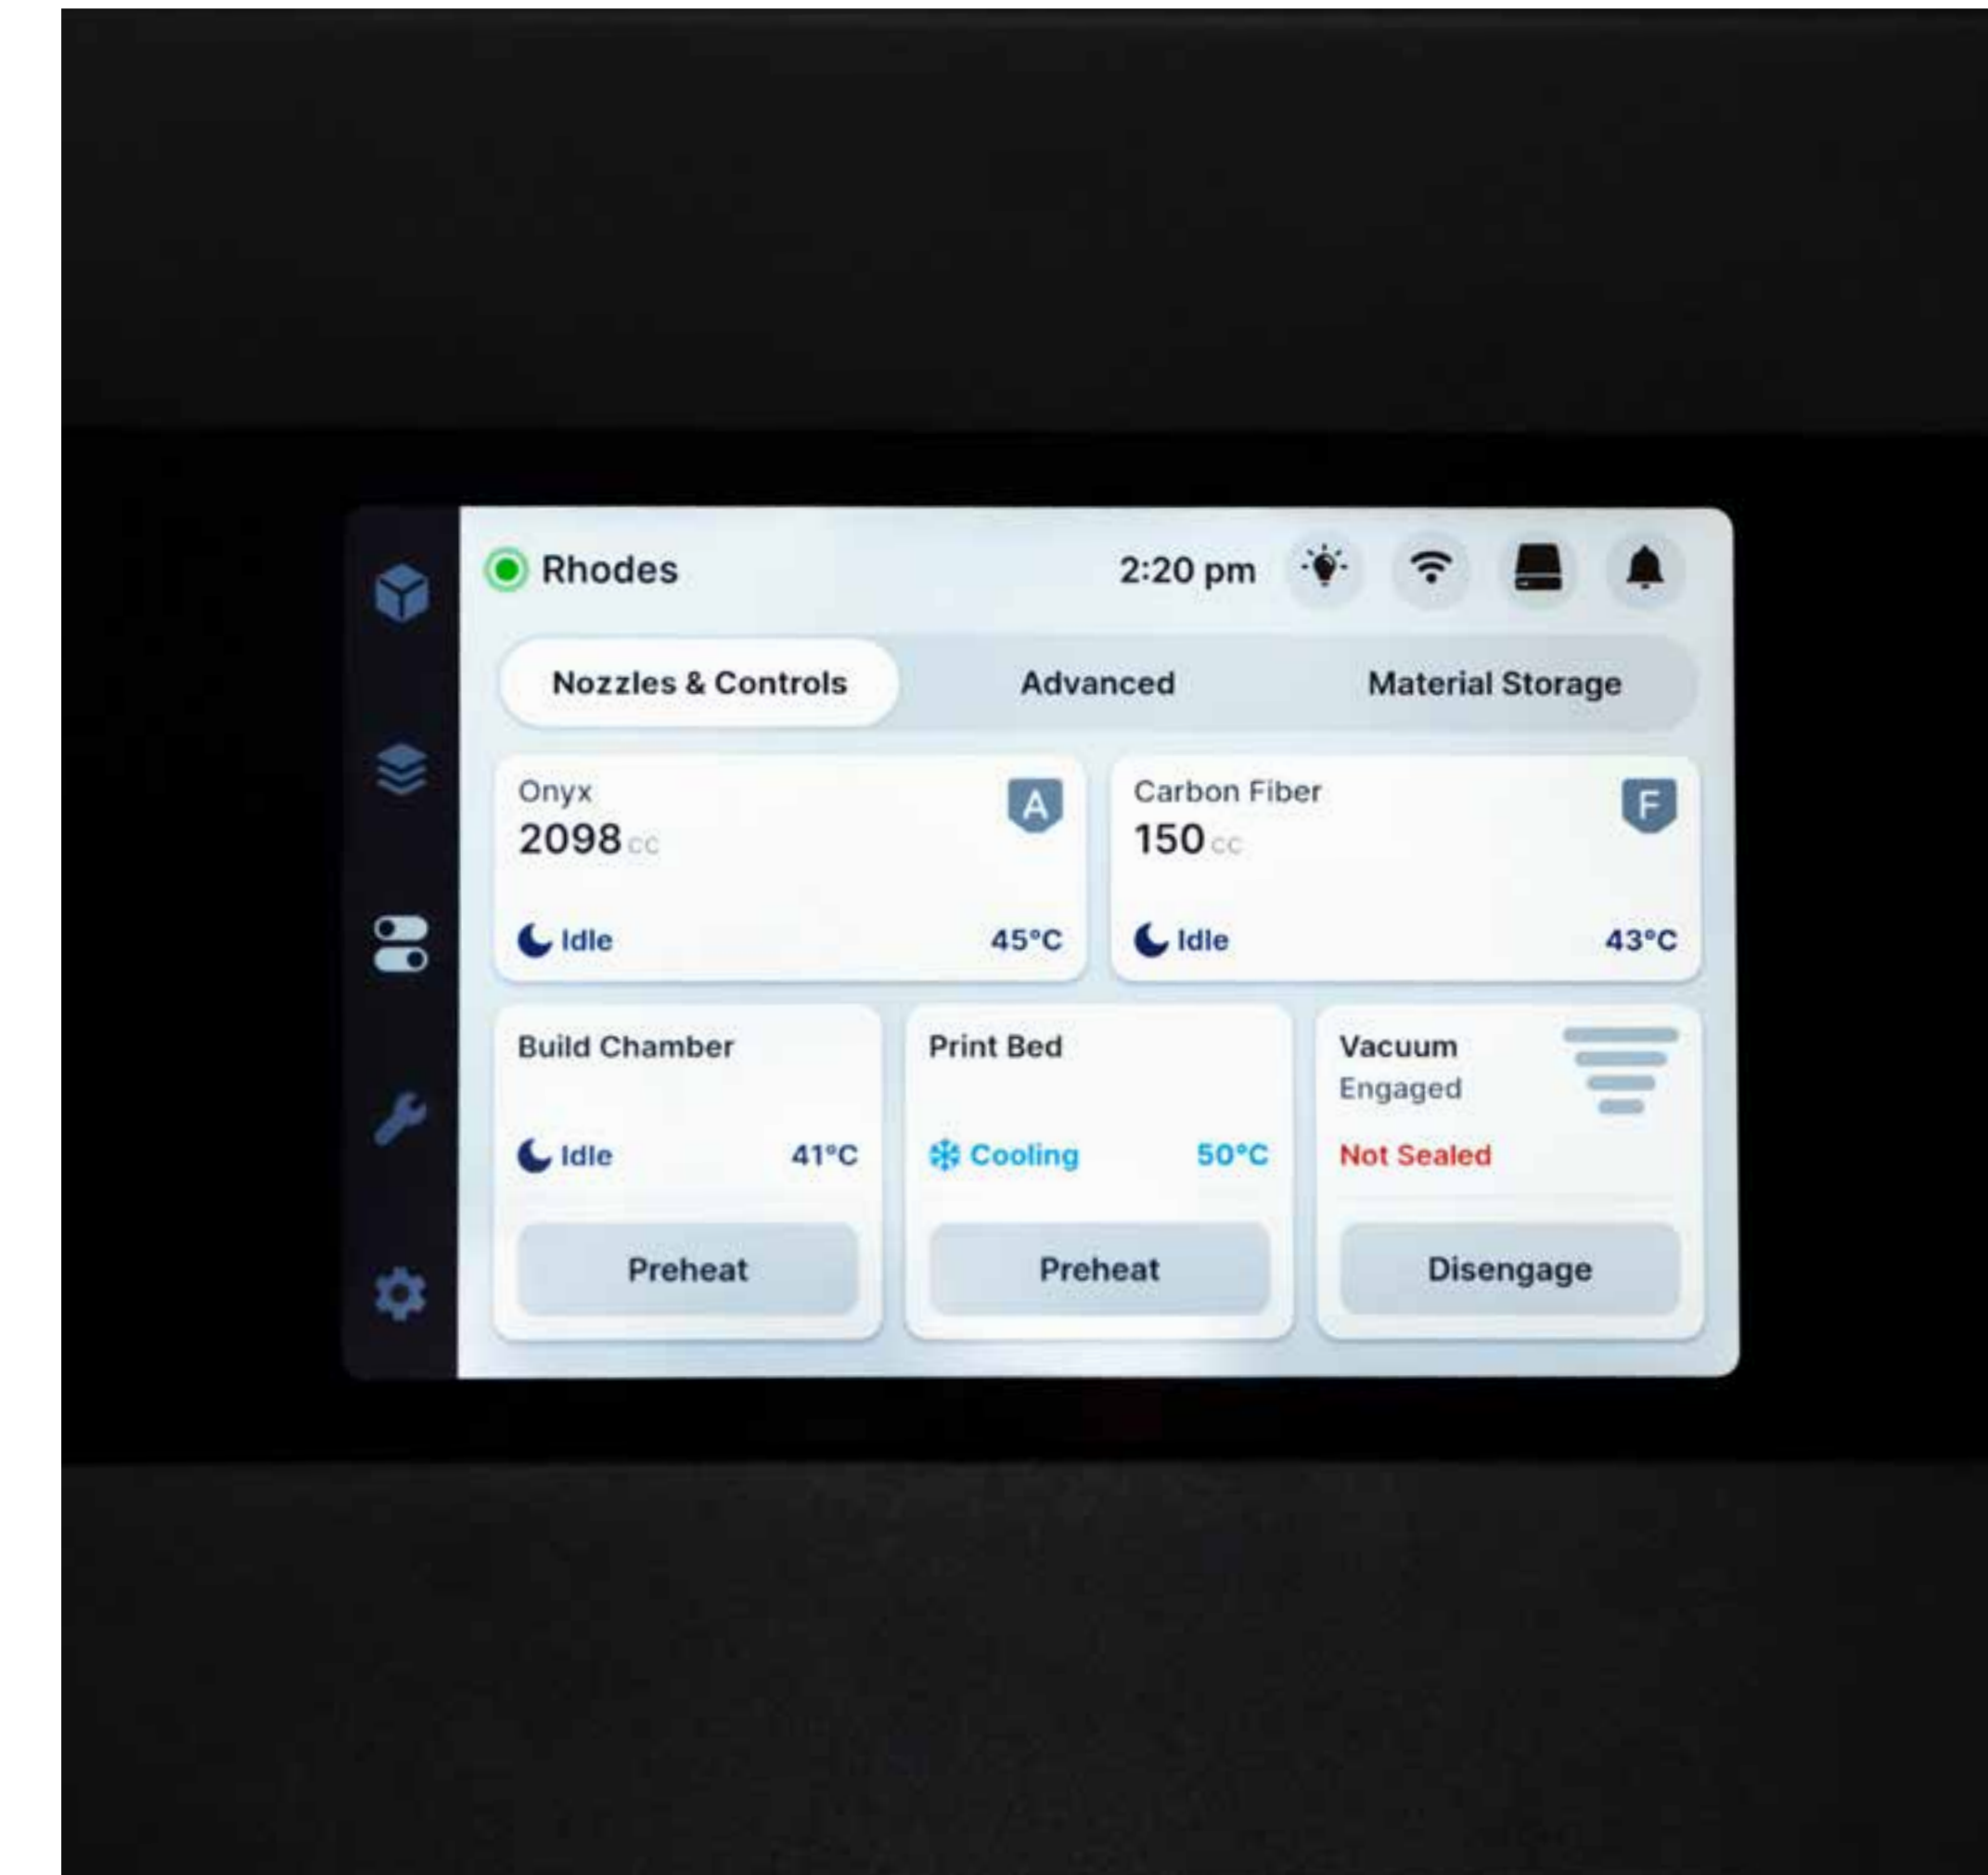 Rhodes
2:20 pm
Nozzles & Controls
Advanced
Material Storage
Onyx
2098 cc
A
Idle
45°C
Carbon Fiber
150 cc
F
Idle
43°C
Build Chamber
Idle
41°C
Preheat
Print Bed
Cooling
50°C
Preheat
Vacuum
Engaged
Not Sealed
Disengage